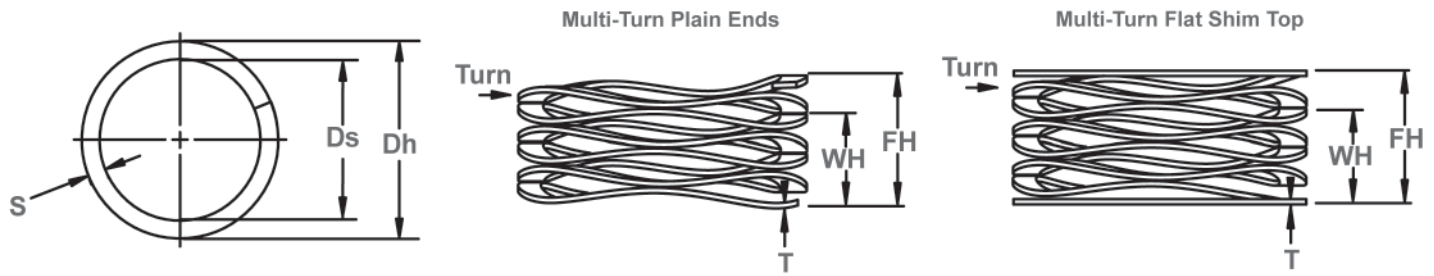 Multi-Turn Plain Ends
Multi-Turn Flat Shim Top
Turn
Turn
Ds
Dh
WH
FH
WH
FH
S
T
T